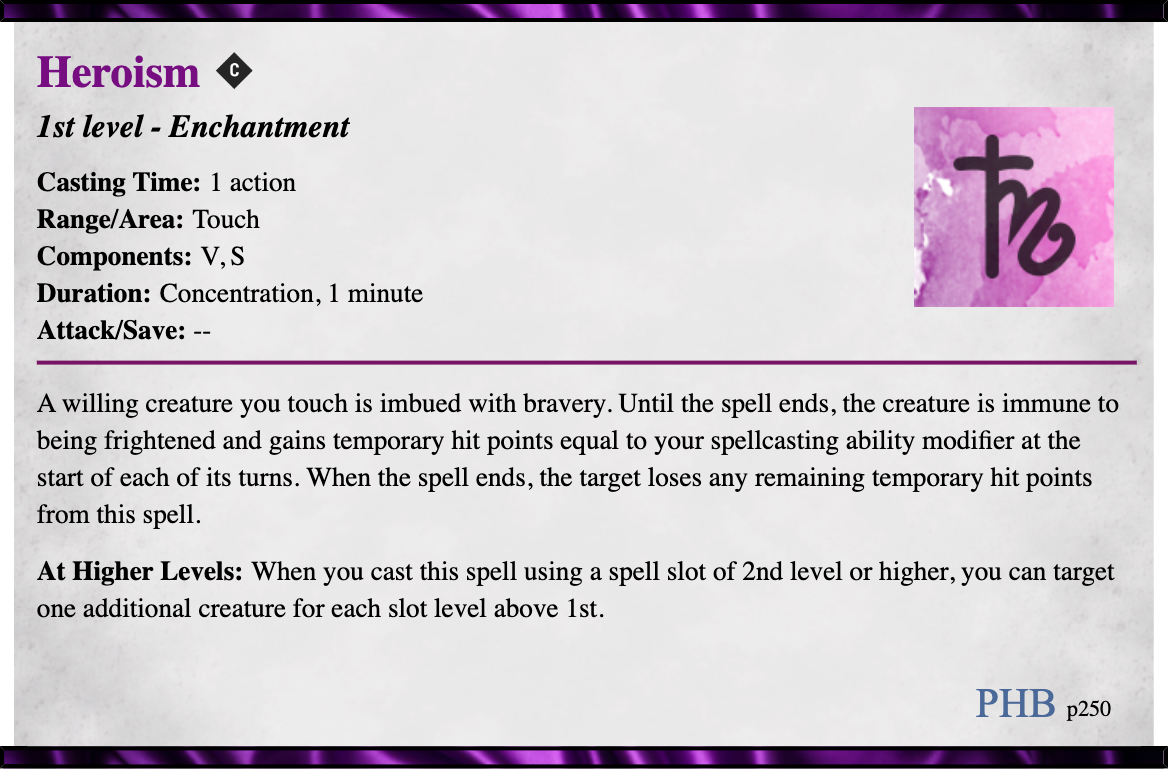 Heroism C
1st level - Enchantment
Casting Time: 1 action
Range/Area: Touch
Components: V, S
Duration: Concentration, 1 minute
Attack/Save: --
A willing creature you touch is imbued with bravery. Until the spell ends, the creature is immune to
being frightened and gains temporary hit points equal to your spellcasting ability modifier at the
start of each of its turns. When the spell ends, the target loses any remaining temporary hit points
from this spell.
At Higher Levels: When you cast this spell using a spell slot of 2nd level or higher, you can target
one additional creature for each slot level above 1st.
PHB p250